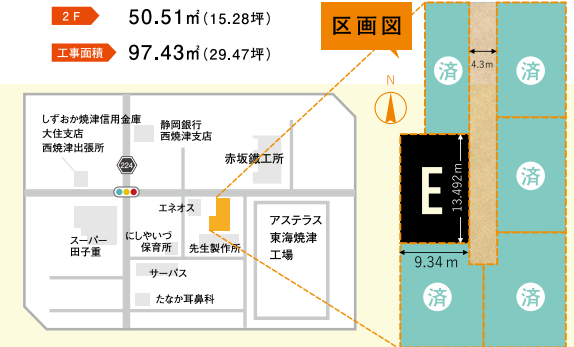 2F 50.51㎡(15.28坪)
工事面積 97.43㎡(29.47坪)
区画図
済
済
4.3m
N
しずおか焼津信用金庫
大住支店
西焼津出張所
静岡銀行
西焼津支店
赤坂鐵工所
224
エネオス
スーパー
田子重
にしやいづ
保育所
先生製作所
アステラス
東海焼津
工場
サーパス
たなか耳鼻科
E
13.492m
9.34m
済
済
済